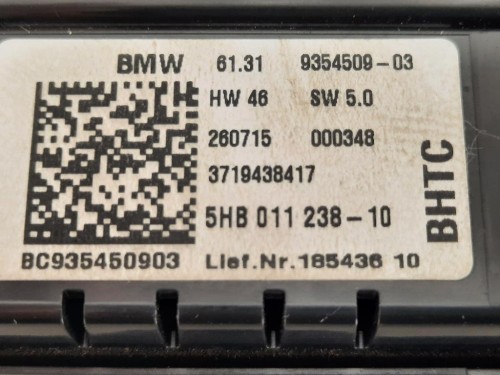 BMW 61.31 9354509-03
HW 46 SW 5.0
260715 000348
3719438417
5HB 011 238-10
BC935450903 Lief.Nr.185436 10
BHTC